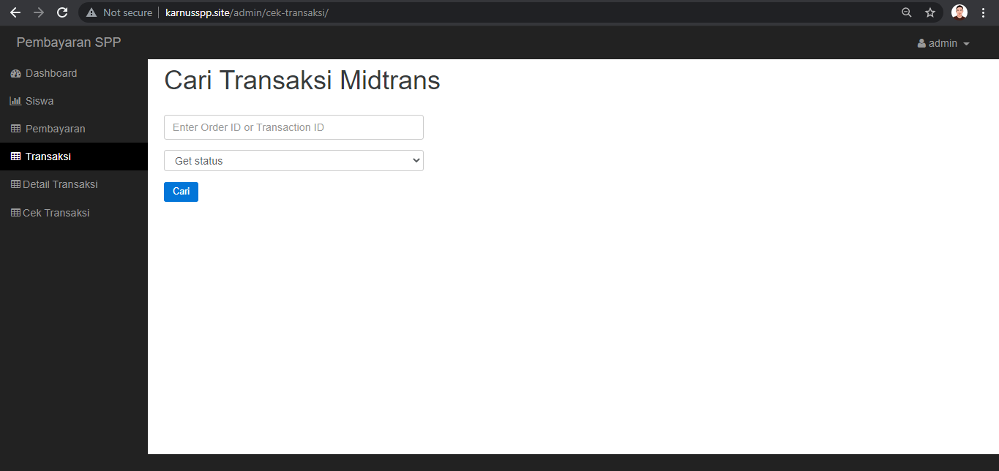 Not secure karnusspp.site/admin/cek-transaksi/
Pembayaran SPP
admin
Dashboard
Siswa
Pembayaran
Transaksi
Detail Transaksi
Cek Transaksi
Cari Transaksi Midtrans
Enter Order ID or Transaction ID
Get status
Cari